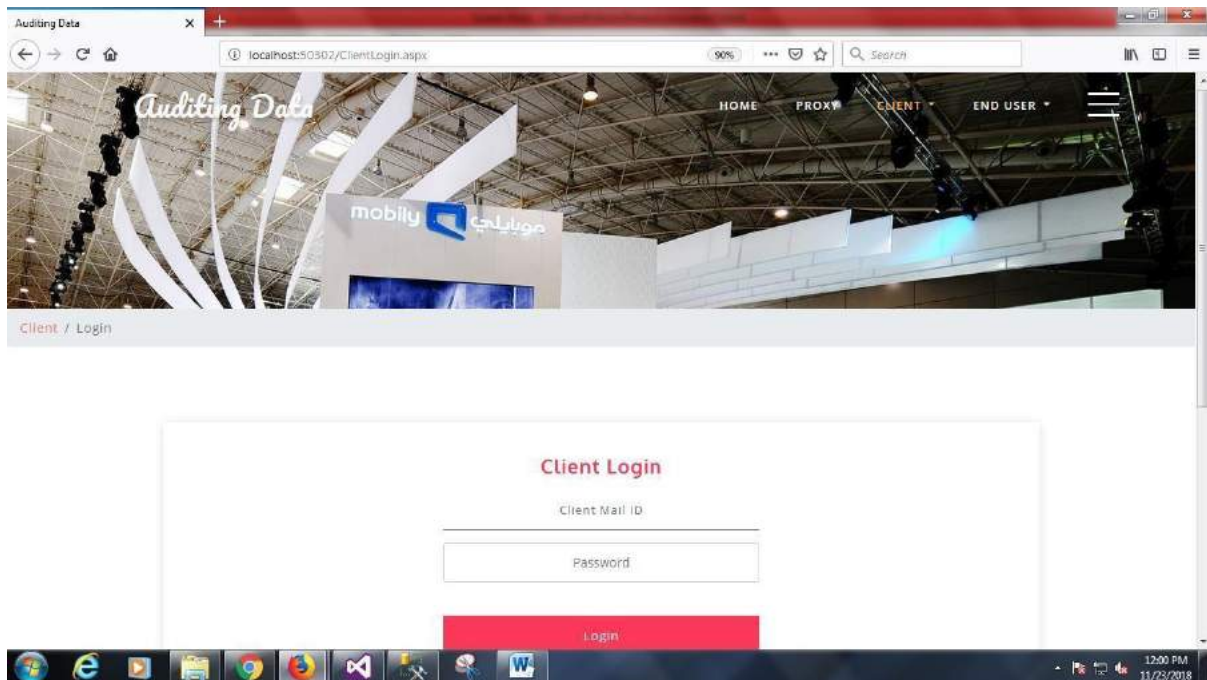 Auditing Data
localhost:50302/ClientLogin.aspx
90%
Search
Auditing Data
HOME PROXY CLIENT END USER
mobily موبايلي
Client / Login
Client Login
Client Mail ID
Password
Login
12:00 PM
11/23/2018